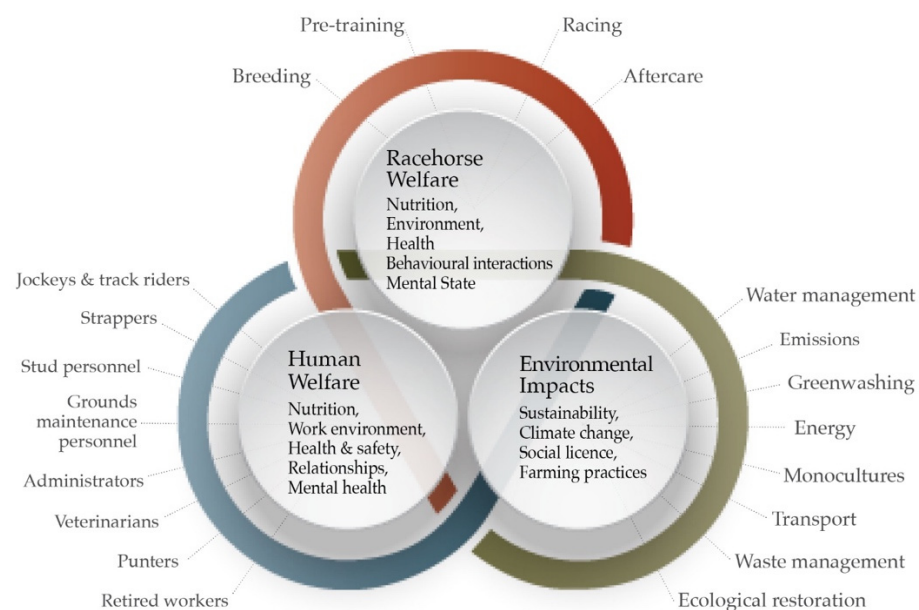 Pre-training
Racing
Breeding
Aftercare
Racehorse
Welfare
Nutrition,
Environment,
Health
Behavioural interactions
Mental State
Jockeys & track riders
Strappers
Stud personnel
Grounds
maintenance
personnel
Administrators
Veterinarians
Punters
Retired workers
Human
Welfare
Nutrition,
Work environment,
Health & safety,
Relationships,
Mental health
Environmental
Impacts
Sustainability,
Climate change,
Social licence,
Farming practices
Water management
Emissions
Greenwashing
Energy
Monocultures
Transport
Waste management
Ecological restoration